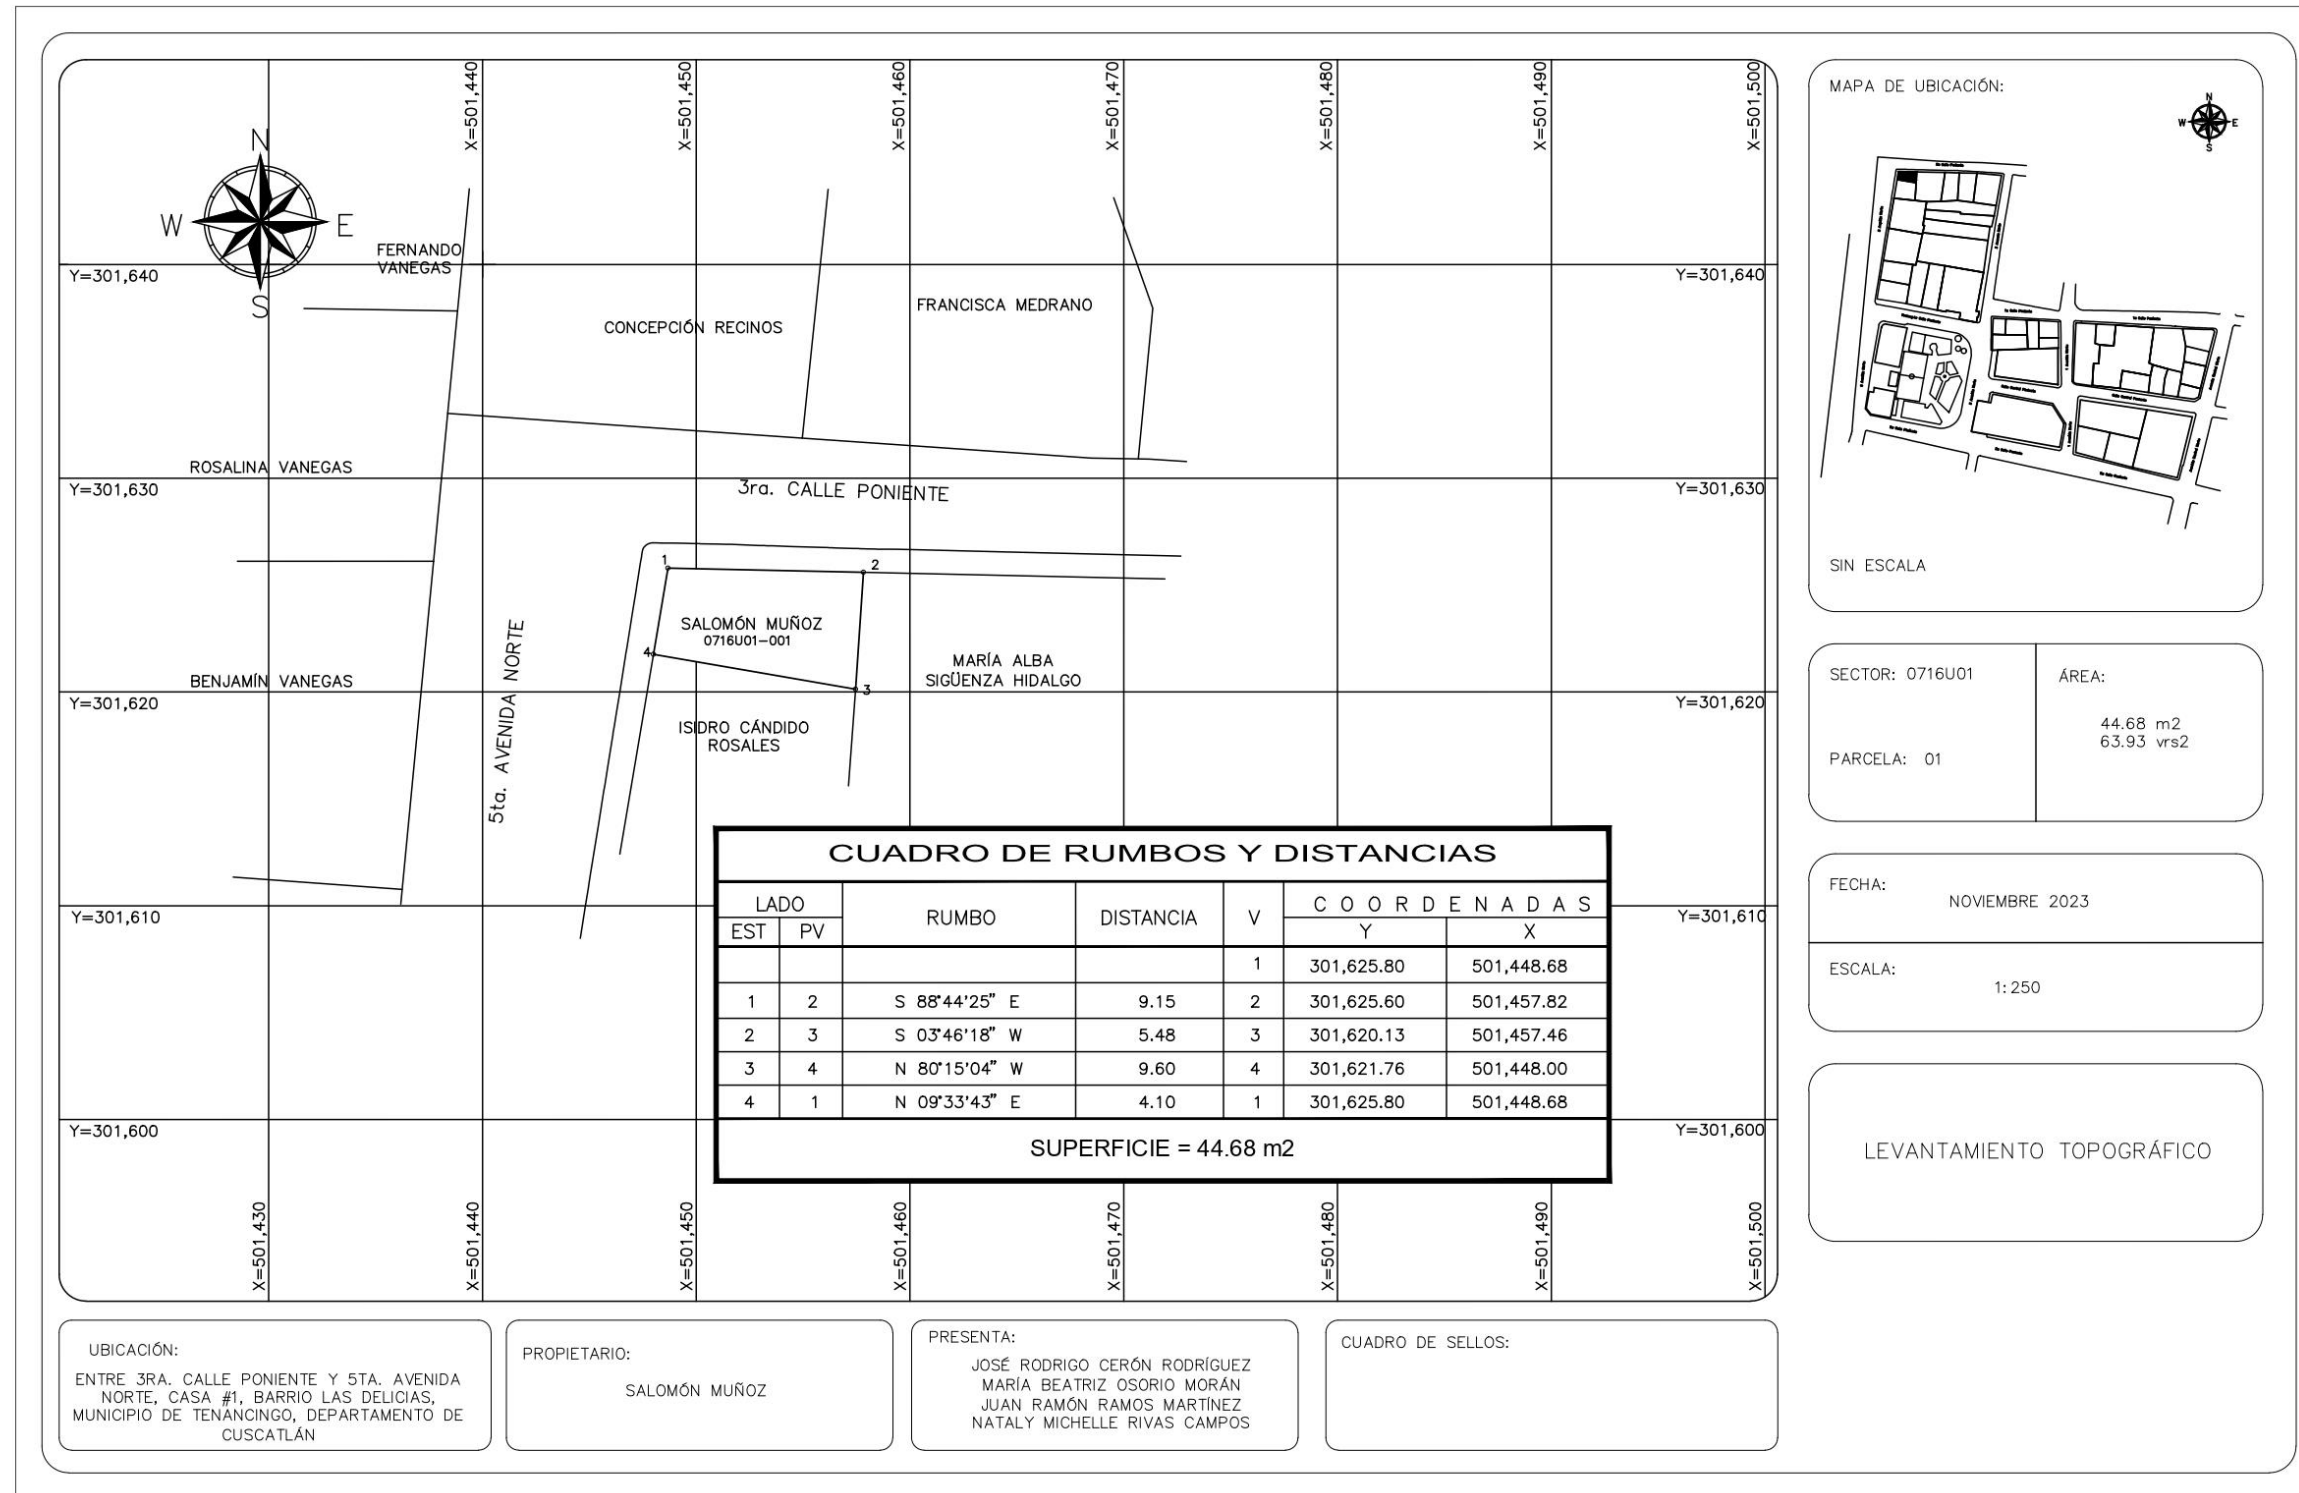 X=501,440
X=501,450
X=501,460
X=501,470
X=501,480
X=501,490
X=501,500
N
W
E
S
FERNANDO
VANEGAS
Y=301,640
Y=301,640
CONCEPCIÓN RECINOS
FRANCISCA MEDRANO
ROSALINA VANEGAS
Y=301,630
3ra. CALLE PONIENTE
Y=301,630
1
2
SALOMÓN MUÑOZ
0716U01-001
4
3
MARÍA ALBA
SIGÜENZA HIDALGO
BENJAMÍN VANEGAS
Y=301,620
Y=301,620
5ta. AVENIDA NORTE
ISIDRO CÁNDIDO
ROSALES
Y=301,610
Y=301,610
CUADRO DE RUMBOS Y DISTANCIAS
LADO RUMBO DISTANCIA V COORDENADAS
EST PV Y X
1 301,625.80 501,448.68
1 2 S 88°44'25" E 9.15 2 301,625.60 501,457.82
2 3 S 03°46'18" W 5.48 3 301,620.13 501,457.46
3 4 N 80°15'04" W 9.60 4 301,621.76 501,448.00
4 1 N 09°33'43" E 4.10 1 301,625.80 501,448.68
SUPERFICIE = 44.68 m2
Y=301,600
Y=301,600
X=501,430
X=501,440
X=501,450
X=501,460
X=501,470
X=501,480
X=501,490
X=501,500
MAPA DE UBICACIÓN:
N
W
E
S
SIN ESCALA
SECTOR: 0716U01
PARCELA: 01
ÁREA:
44.68 m2
63.93 vrs2
FECHA:
NOVIEMBRE 2023
ESCALA:
1:250
LEVANTAMIENTO TOPOGRÁFICO
UBICACIÓN:
ENTRE 3RA. CALLE PONIENTE Y 5TA. AVENIDA
NORTE, CASA #1, BARRIO LAS DELICIAS,
MUNICIPIO DE TENANCINGO, DEPARTAMENTO DE
CUSCATLÁN
PROPIETARIO:
SALOMÓN MUÑOZ
PRESENTA:
JOSÉ RODRIGO CERÓN RODRÍGUEZ
MARÍA BEATRIZ OSORIO MORÁN
JUAN RAMÓN RAMOS MARTÍNEZ
NATALY MICHELLE RIVAS CAMPOS
CUADRO DE SELLOS: